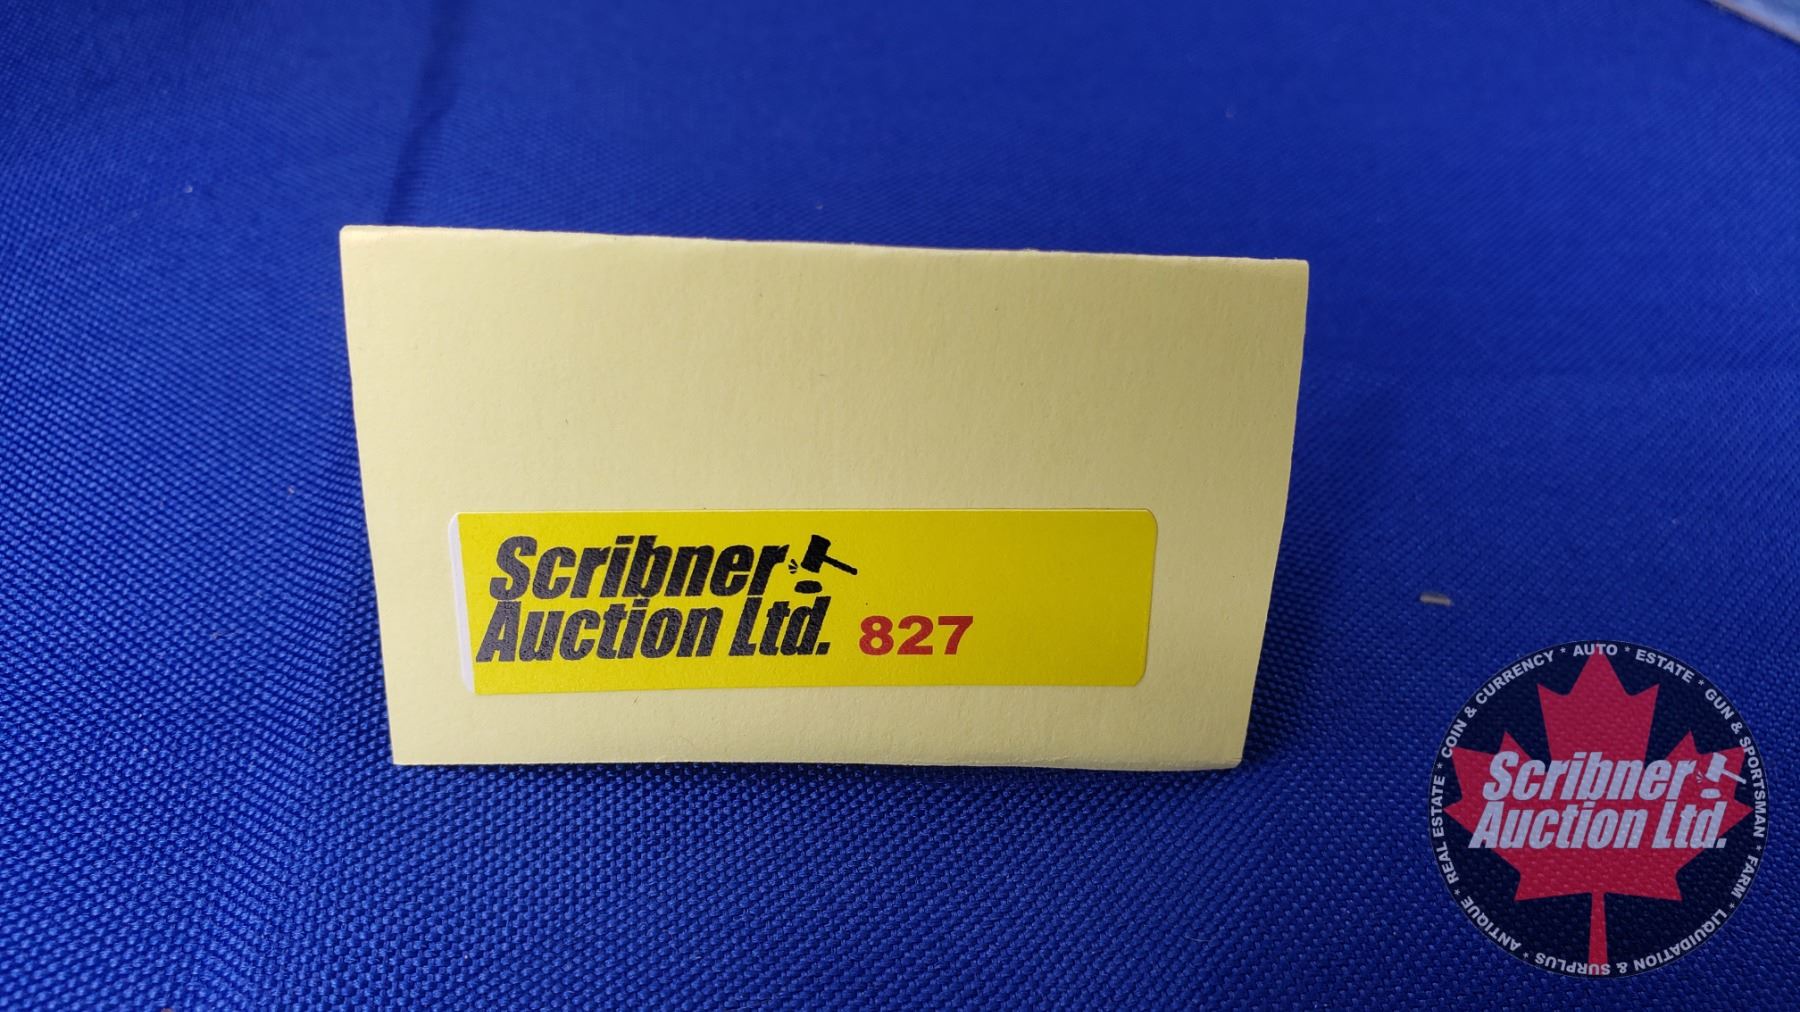 Scribner
Auction Ltd. 827
REAL ESTATE * COIN & CURRENCY * AUTO * ESTATE * GUN & SPORTSMAN * FARM * LIQUIDATION & SURPLUS * ANTIQUE *
Scribner
Auction Ltd.